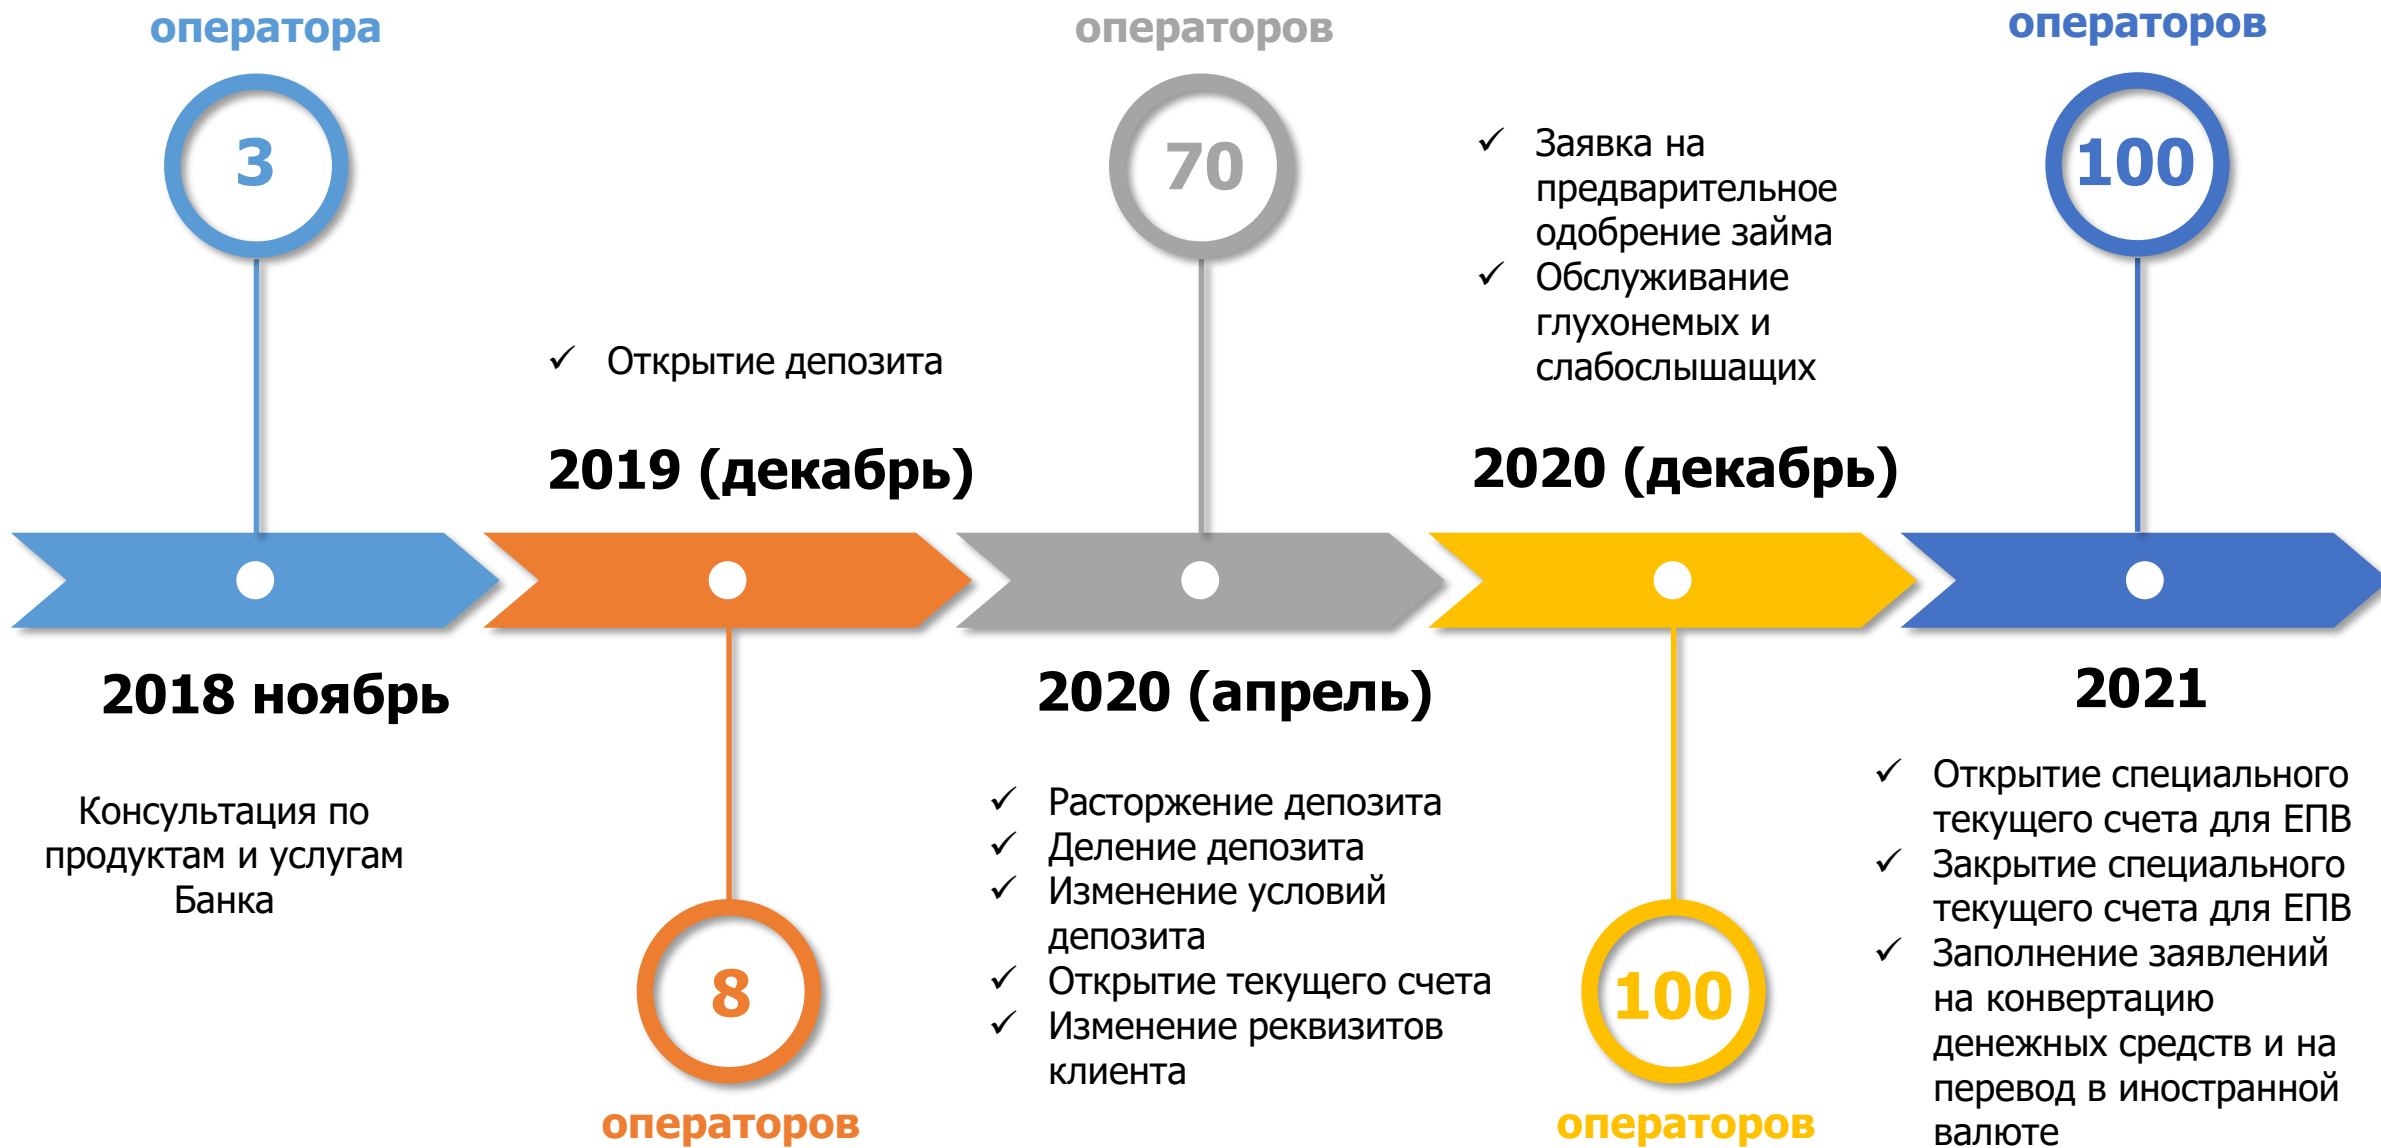 оператора
3
2018 ноябрь
Консультация по
продуктам и услугам
Банка
✓ Открытие депозита
2019 (декабрь)
8
операторов
операторов
70
2020 (апрель)
✓ Расторжение депозита
✓ Деление депозита
✓ Изменение условий
депозита
✓ Открытие текущего счета
✓ Изменение реквизитов
клиента
✓ Заявка на
предварительное
одобрение займа
✓ Обслуживание
глухонемых и
слабослышащих
2020 (декабрь)
100
операторов
операторов
100
2021
✓ Открытие специального
текущего счета для ЕПВ
✓ Закрытие специального
текущего счета для ЕПВ
✓ Заполнение заявлений
на конвертацию
денежных средств и на
перевод в иностранной
валюте